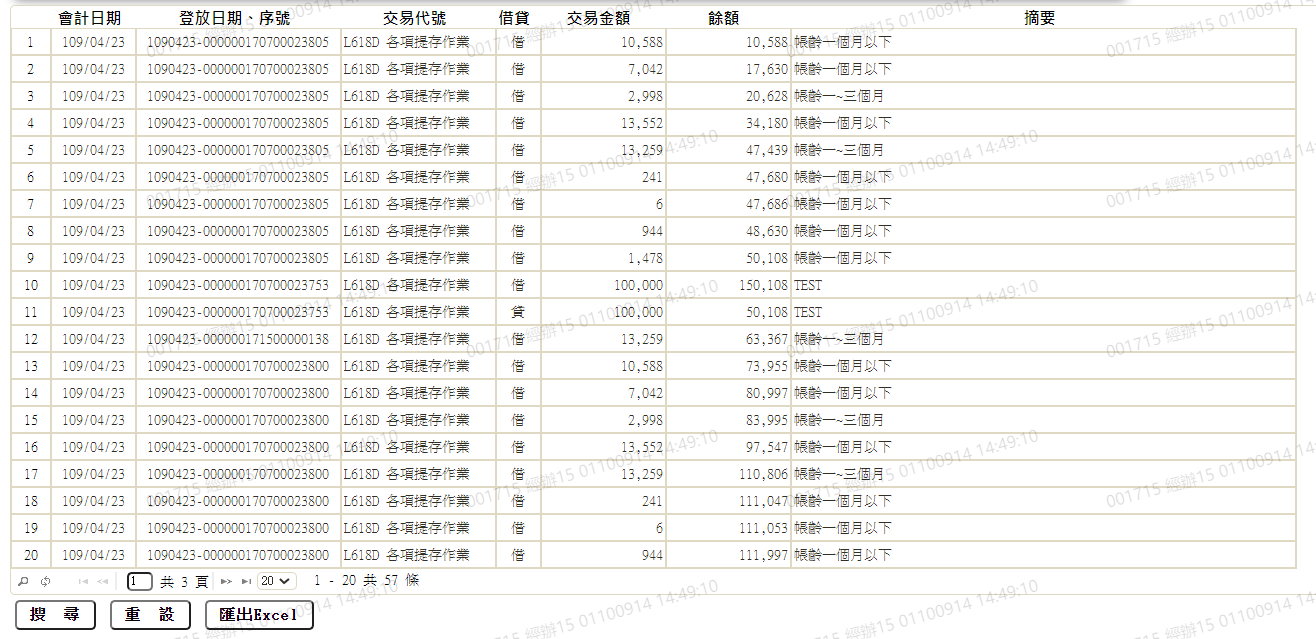 會計日期 登放日期、序號 交易代號 借貸 交易金額 餘額 摘要
1 109/04/23 1090423-000000170700023805 L618D 各項提存作業 借 10,588 10,588 帳齡一個月以下
2 109/04/23 1090423-000000170700023805 L618D 各項提存作業 借 7,042 17,630 帳齡一個月以下
3 109/04/23 1090423-000000170700023805 L618D 各項提存作業 借 2,998 20,628 帳齡一~三個月
4 109/04/23 1090423-000000170700023805 L618D 各項提存作業 借 13,552 34,180 帳齡一個月以下
5 109/04/23 1090423-000000170700023805 L618D 各項提存作業 借 13,259 47,439 帳齡一~三個月
6 109/04/23 1090423-000000170700023805 L618D 各項提存作業 借 241 47,680 帳齡一個月以下
7 109/04/23 1090423-000000170700023805 L618D 各項提存作業 借 6 47,686 帳齡一個月以下
8 109/04/23 1090423-000000170700023805 L618D 各項提存作業 借 944 48,630 帳齡一個月以下
9 109/04/23 1090423-000000170700023805 L618D 各項提存作業 借 1,478 50,108 帳齡一個月以下
10 109/04/23 1090423-000000170700023753 L618D 各項提存作業 借 100,000 150,108 TEST
11 109/04/23 1090423-000000170700023753 L618D 各項提存作業 貸 100,000 50,108 TEST
12 109/04/23 1090423-000000171500000138 L618D 各項提存作業 借 13,259 63,367 帳齡一~三個月
13 109/04/23 1090423-000000170700023800 L618D 各項提存作業 借 10,588 73,955 帳齡一個月以下
14 109/04/23 1090423-000000170700023800 L618D 各項提存作業 借 7,042 80,997 帳齡一個月以下
15 109/04/23 1090423-000000170700023800 L618D 各項提存作業 借 2,998 83,995 帳齡一~三個月
16 109/04/23 1090423-000000170700023800 L618D 各項提存作業 借 13,552 97,547 帳齡一個月以下
17 109/04/23 1090423-000000170700023800 L618D 各項提存作業 借 13,259 110,806 帳齡一~三個月
18 109/04/23 1090423-000000170700023800 L618D 各項提存作業 借 241 111,047 帳齡一個月以下
19 109/04/23 1090423-000000170700023800 L618D 各項提存作業 借 6 111,053 帳齡一個月以下
20 109/04/23 1090423-000000170700023800 L618D 各項提存作業 借 944 111,997 帳齡一個月以下
1 共 3 頁 20 1 - 20 共 57 條
搜 尋 重 設 匯出Excel
001715 經辦15 01100914 14:49:10